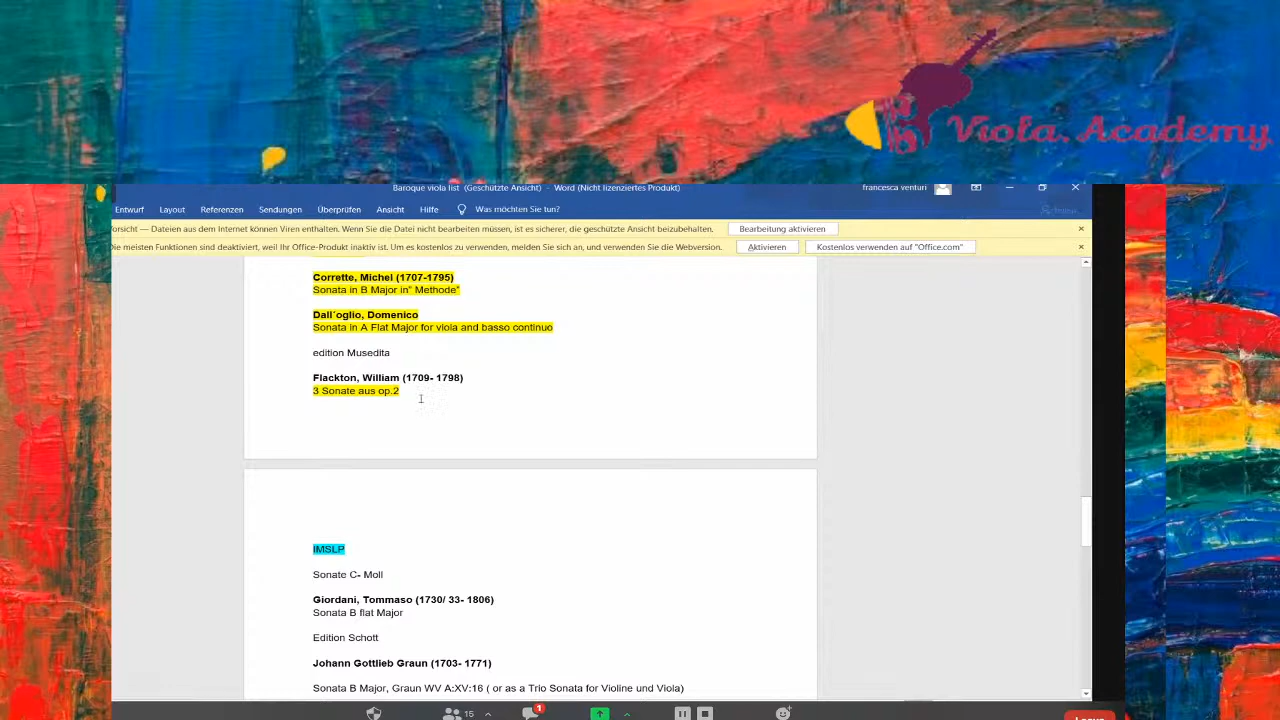 Viola. Academy.
Baroque viola list (Geschützte Ansicht) - Word (Nicht lizenziertes Produkt)
francesca venturi
Entwurf Layout Referenzen Sendungen Überprüfen Ansicht Hilfe Was möchten Sie tun?
orsicht — Dateien aus dem Internet können Viren enthalten. Wenn Sie die Datei nicht bearbeiten müssen, ist es sicherer, die geschützte Ansicht beizubehalten. Bearbeitung aktivieren
Die meisten Funktionen sind deaktiviert, weil Ihr Office-Produkt inaktiv ist. Um es kostenlos zu verwenden, melden Sie sich an, und verwenden Sie die Webversion. Aktivieren Kostenlos verwenden auf "Office.com"
Corrette, Michel (1707-1795)
Sonata in B Major in" Methode"
Dall´oglio, Domenico
Sonata in A Flat Major for viola and basso continuo
edition Musedita
Flackton, William (1709- 1798)
3 Sonate aus op.2
IMSLP
Sonate C- Moll
Giordani, Tommaso (1730/ 33- 1806)
Sonata B flat Major
Edition Schott
Johann Gottlieb Graun (1703- 1771)
Sonata B Major, Graun WV A:XV:16 ( or as a Trio Sonata for Violine und Viola)
15
1